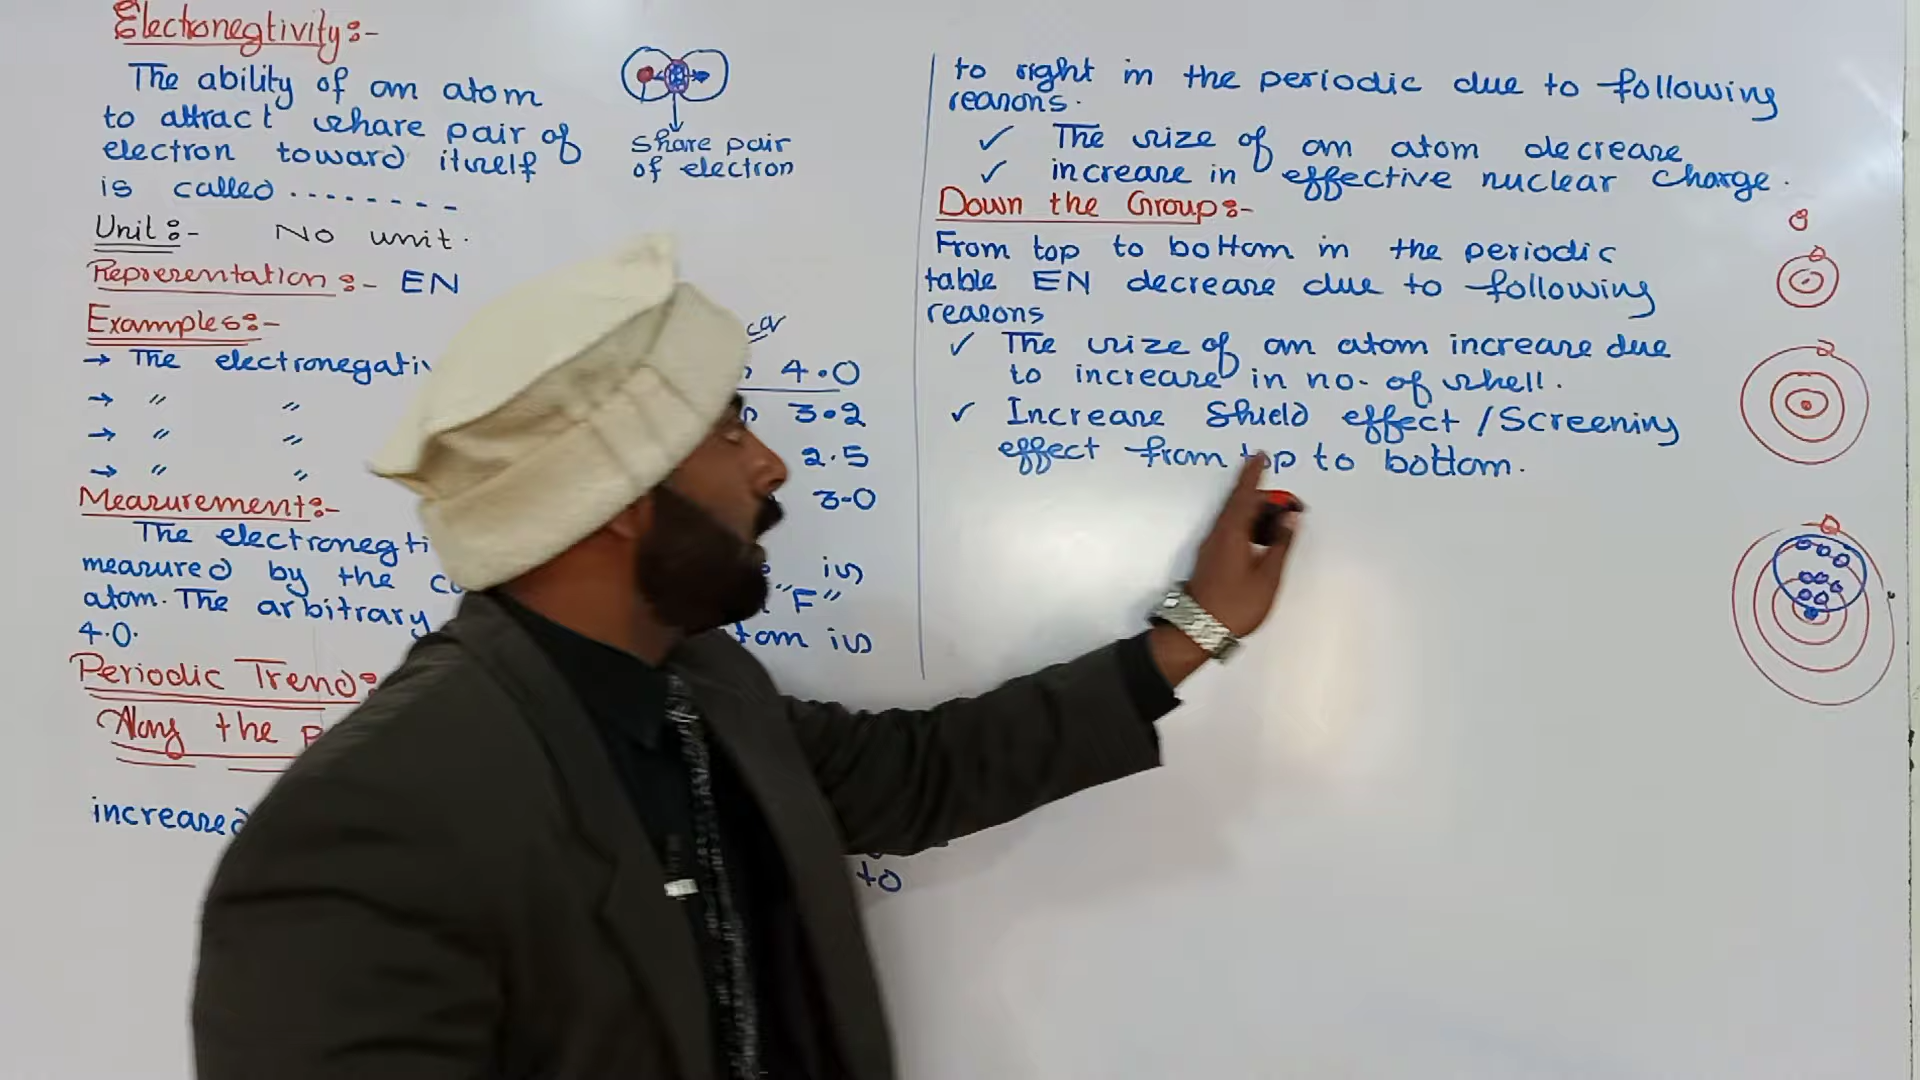 Electonegtivity:-
The ability of an atom
to attract share pair of
electron toward itself
is called --------
share pair
of electron
Unit:- No unit.
Representation:- EN
Examples:-
→ The electronegativ
4.0
→ " " 3.2
→ " " 2.5
→ " " 3.0
Measurement:-
The electronegti is
measured by the "F"
atom. The arbitrary tom is
4.0.
Periodic Trend:
Along the P
increased
to
to right in the periodic due to following
reasons.
✓ The size of an atom decrease
✓ increase in effective nuclear charge.
Down the Group:-
From top to bottom in the periodic
table EN decrease due to following
reasons
✓ The size of an atom increase due
to increase in no. of shell.
✓ Increase Shield effect / Screening
effect from top to bottom.